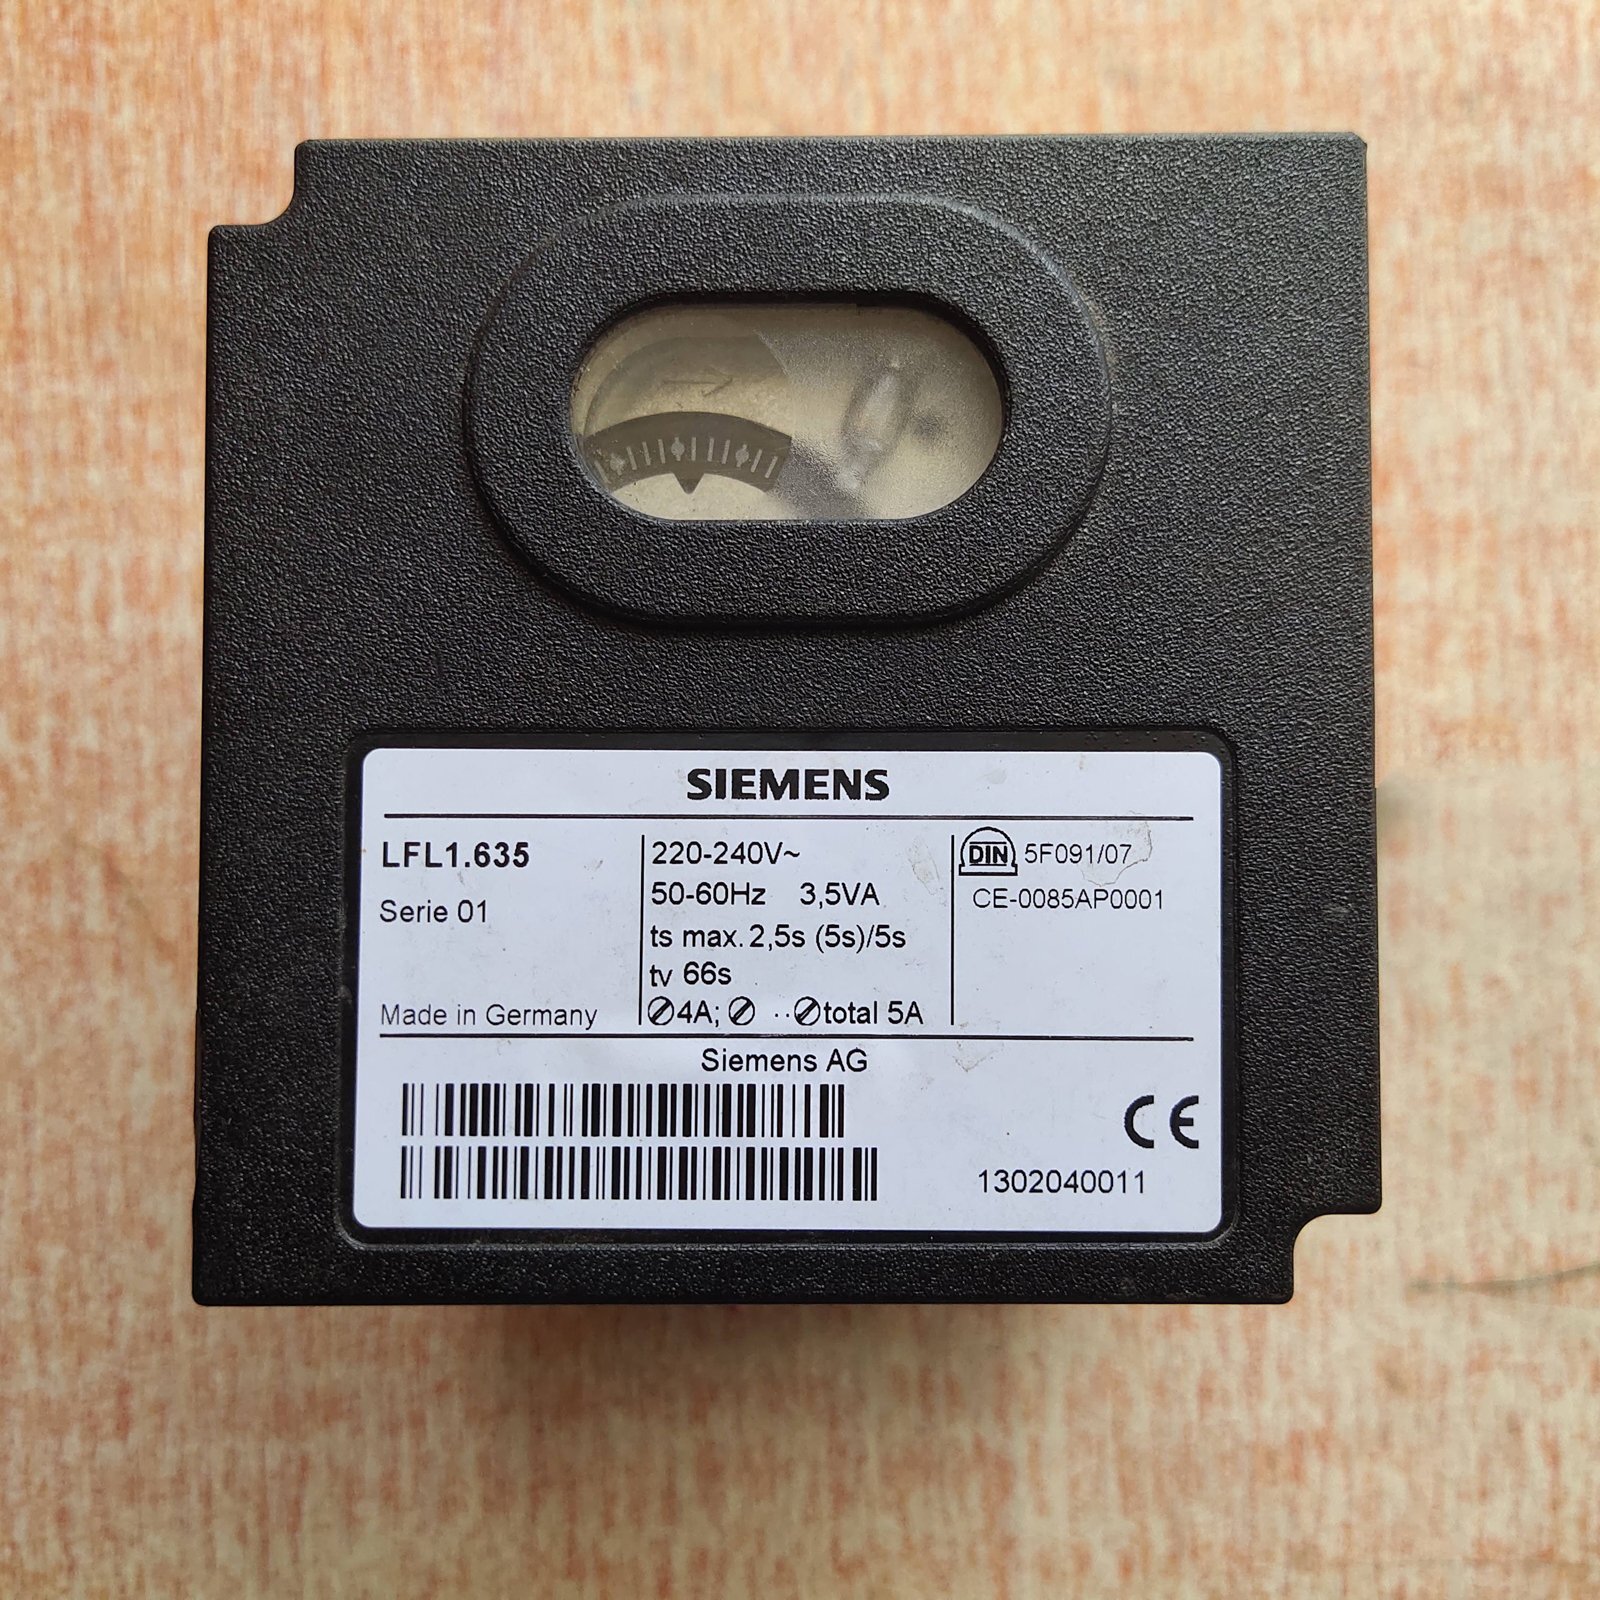 SIEMENS
LFL1.635
Serie 01
Made in Germany
220-240V~
50-60Hz 3,5VA
ts max. 2,5s (5s)/5s
tv 66s
4A; ·· total 5A
DIN 5F091/07
CE-0085AP0001
Siemens AG
CE
1302040011